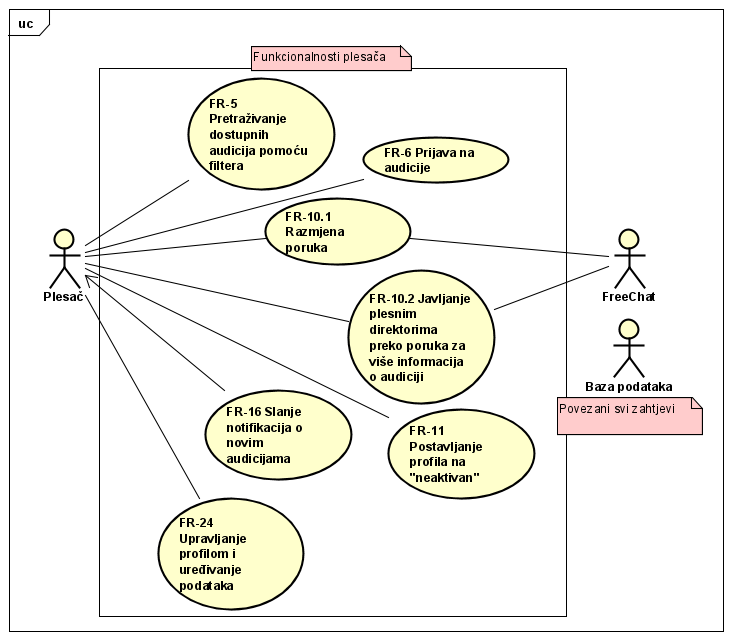 uc
Funkcionalnosti plesača
FR-5
Pretraživanje
dostupnih
audicija pomoću
filtera
FR-6 Prijava na
audicije
FR-10.1
Razmjena
poruka
Plesač
FreeChat
FR-10.2 Javljanje
plesnim
direktorima
preko poruka za
više informacija
o audiciji
Baza podataka
Povezani svi zahtjevi
FR-16 Slanje
notifikacija o
novim
audicijama
FR-11
Postavljanje
profila na
"neaktivan"
FR-24
Upravljanje
profilom i
uređivanje
podataka